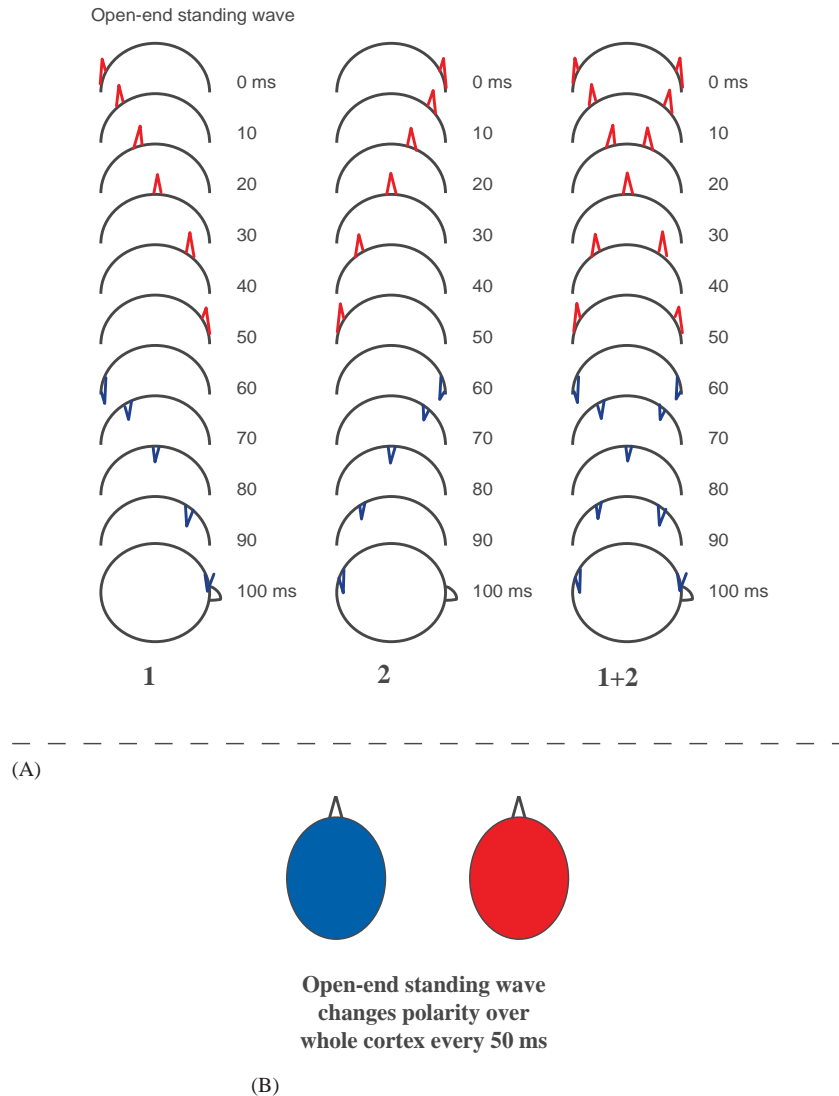 Open-end standing wave
0 ms 0 ms 0 ms
10 10 10
20 20 20
30 30 30
40 40 40
50 50 50
60 60 60
70 70 70
80 80 80
90 90 90
100 ms 100 ms 100 ms
1 2 1+2
(A)
Open-end standing wave
changes polarity over
whole cortex every 50 ms
(B)